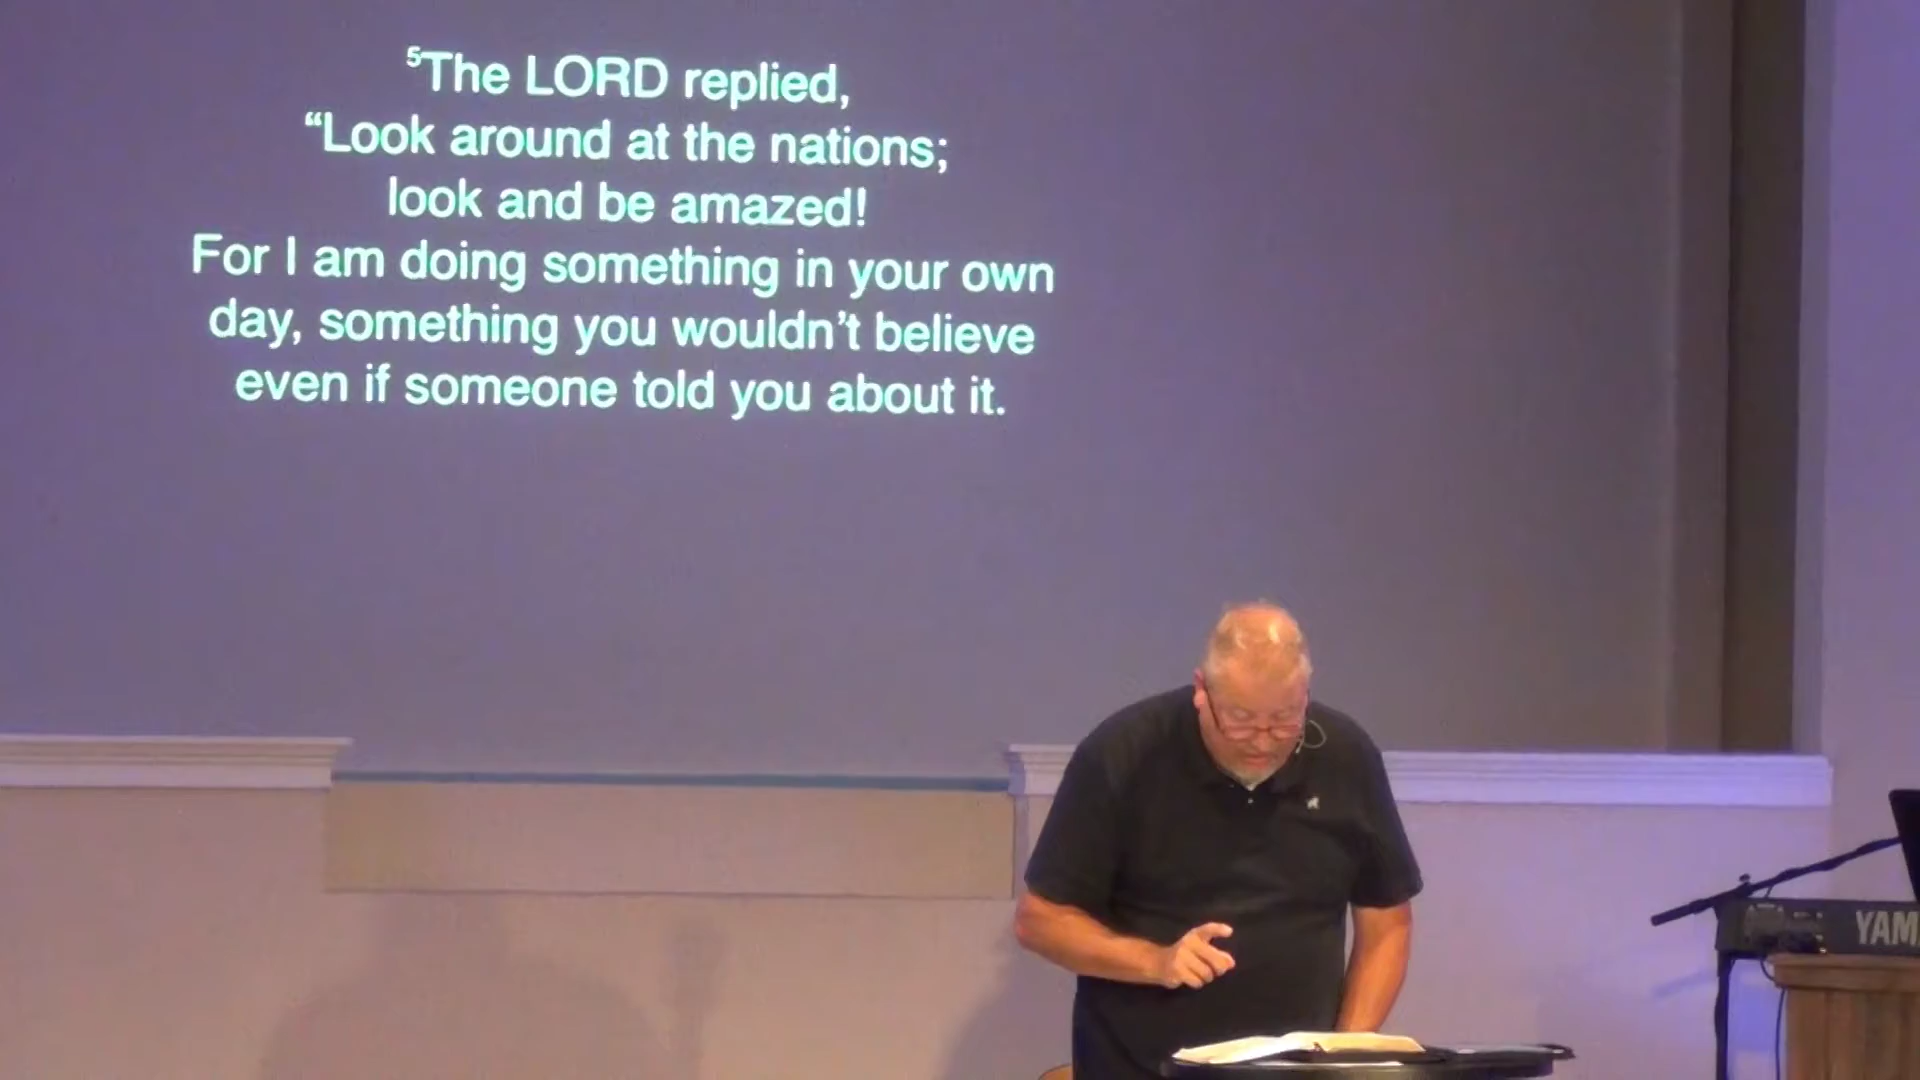 ⁵The LORD replied,
“Look around at the nations;
look and be amazed!
For I am doing something in your own
day, something you wouldn’t believe
even if someone told you about it.
YAM